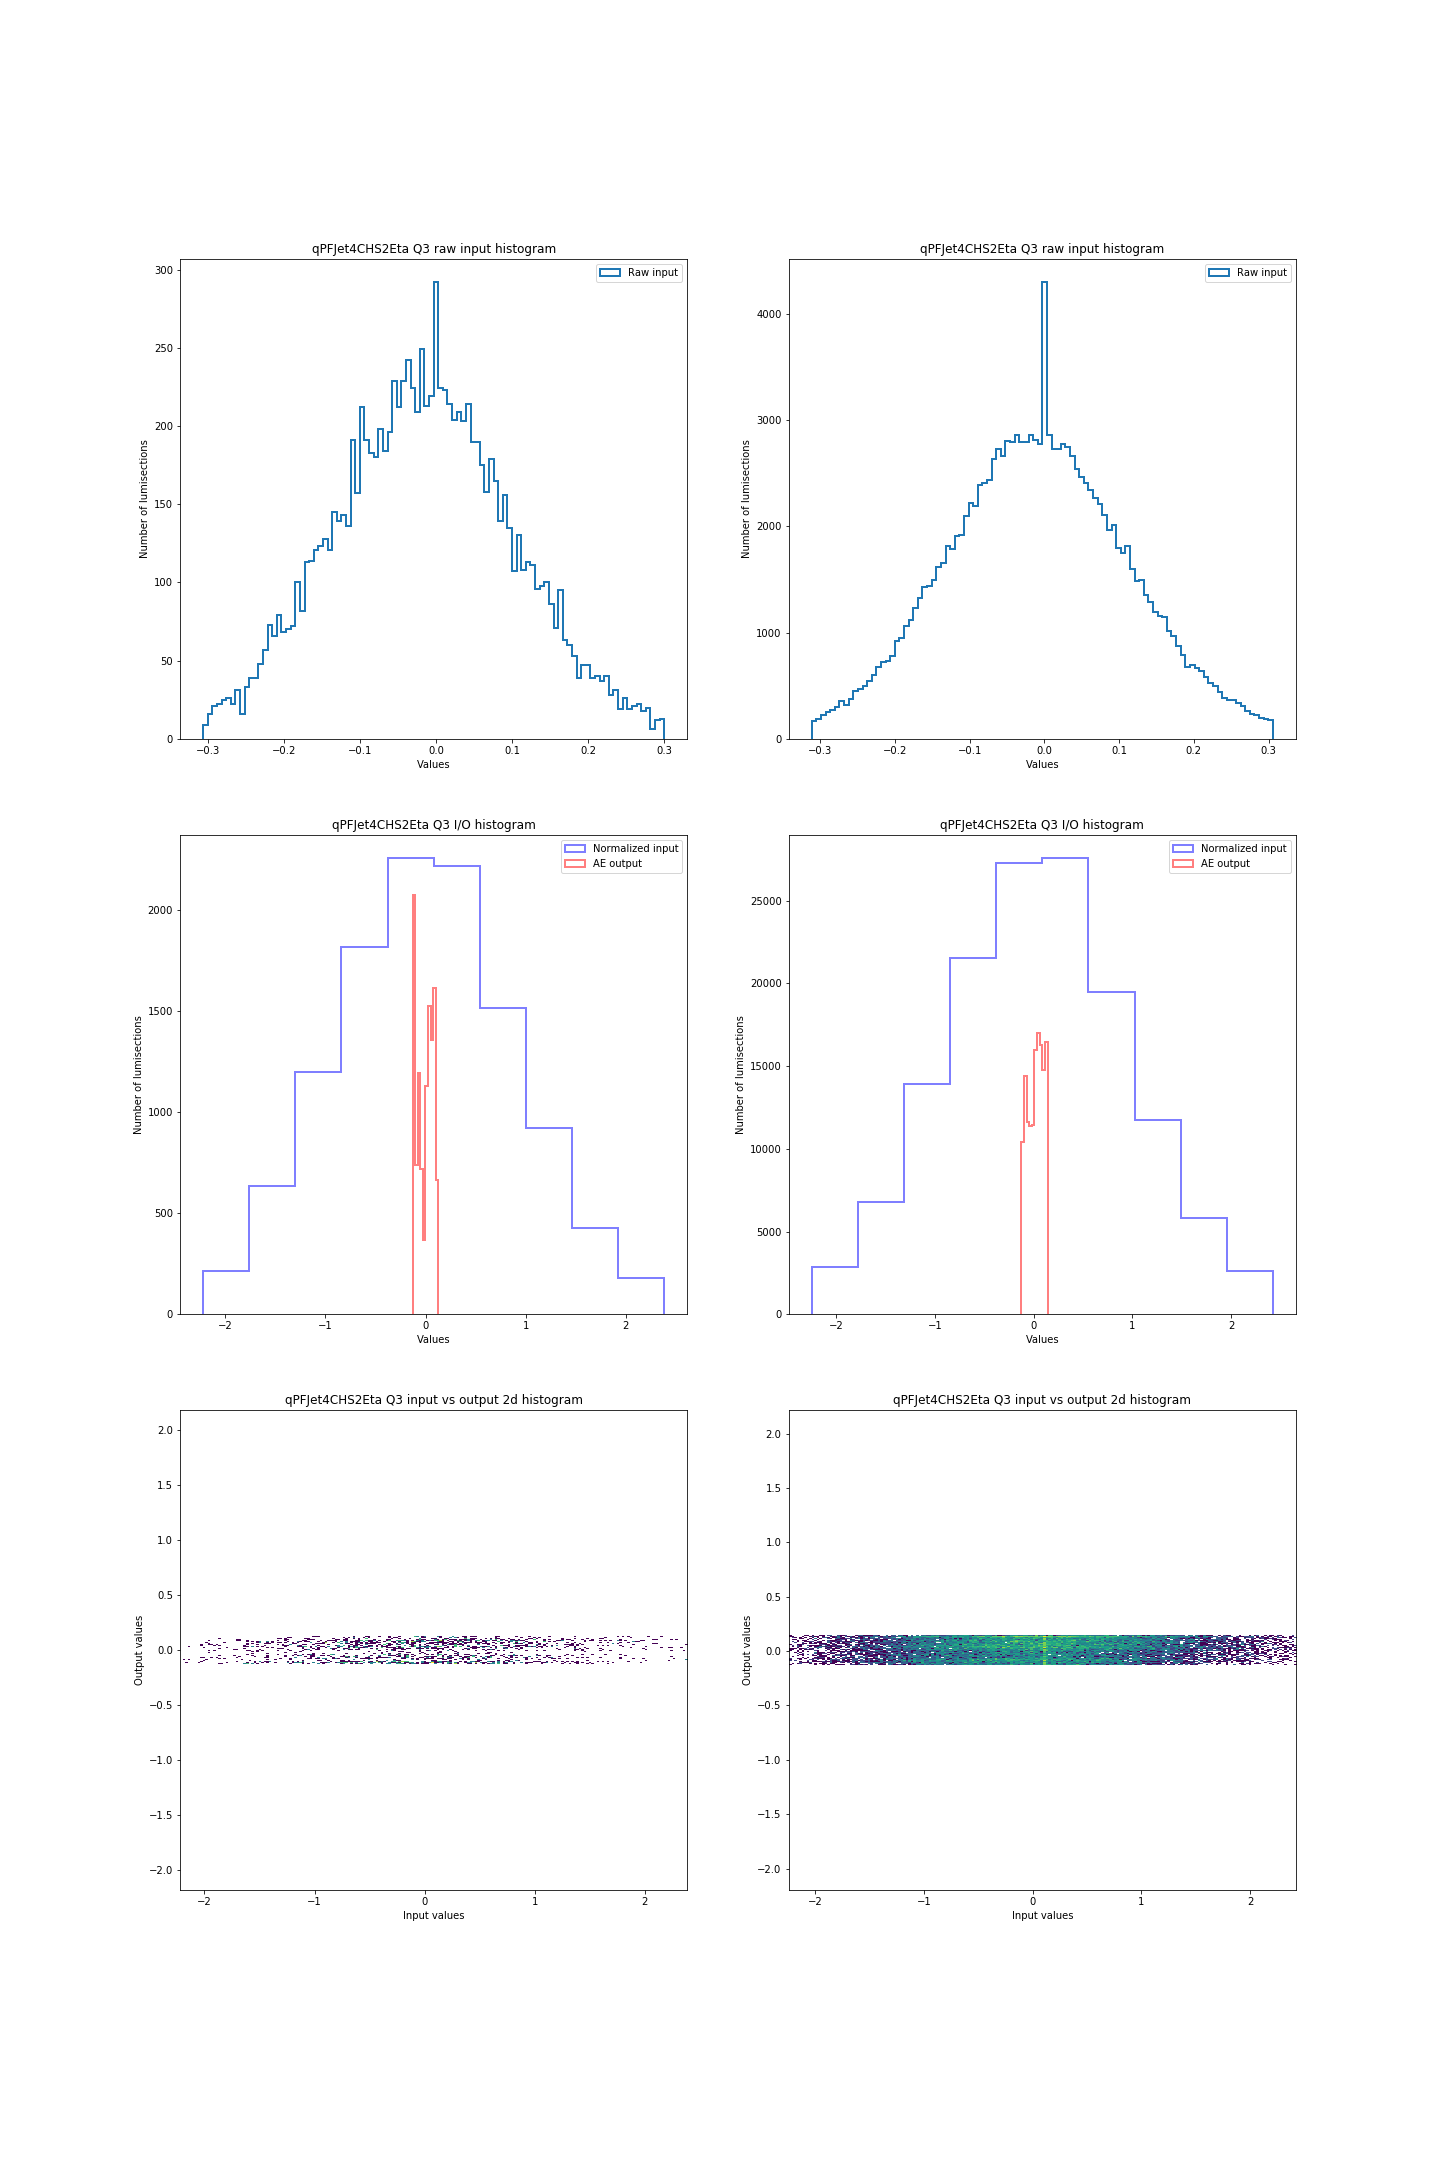 qPFJet4CHS2Eta Q3 raw input histogram
Raw input
Number of lumisections
300
250
200
150
100
50
0
−0.3 −0.2 −0.1 0.0 0.1 0.2 0.3
Values
qPFJet4CHS2Eta Q3 raw input histogram
Raw input
Number of lumisections
4000
3000
2000
1000
0
−0.3 −0.2 −0.1 0.0 0.1 0.2 0.3
Values
qPFJet4CHS2Eta Q3 I/O histogram
Normalized input
AE output
Number of lumisections
2000
1500
1000
500
0
−2 −1 0 1 2
Values
qPFJet4CHS2Eta Q3 I/O histogram
Normalized input
AE output
Number of lumisections
25000
20000
15000
10000
5000
0
−2 −1 0 1 2
Values
qPFJet4CHS2Eta Q3 input vs output 2d histogram
Output values
2.0
1.5
1.0
0.5
0.0
−0.5
−1.0
−1.5
−2.0
−2 −1 0 1 2
Input values
qPFJet4CHS2Eta Q3 input vs output 2d histogram
Output values
2.0
1.5
1.0
0.5
0.0
−0.5
−1.0
−1.5
−2.0
−2 −1 0 1 2
Input values